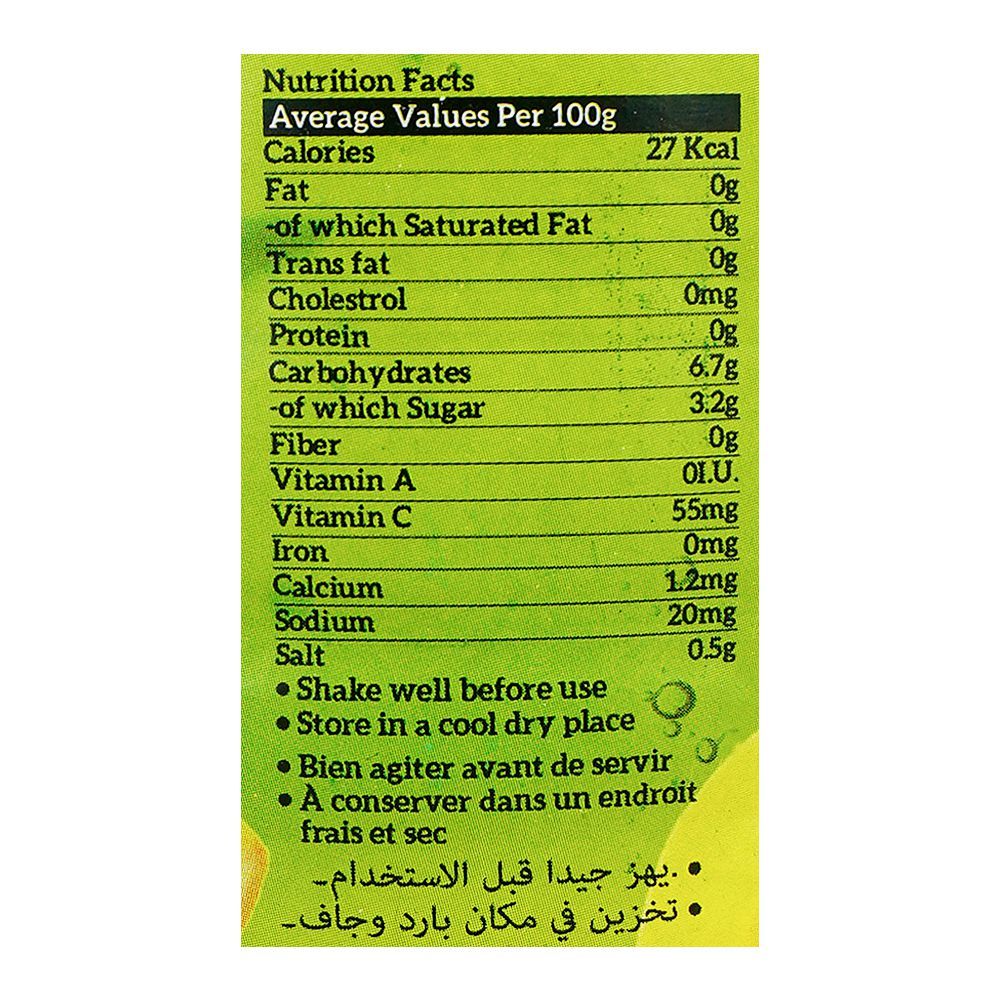 Nutrition Facts
Average Values Per 100g
Calories 27 Kcal
Fat 0g
-of which Saturated Fat 0g
Trans fat 0g
Cholestrol 0mg
Protein 0g
Carbohydrates 6.7g
-of which Sugar 3.2g
Fiber 0g
Vitamin A 0I.U.
Vitamin C 55mg
Iron 0mg
Calcium 1.2mg
Sodium 20mg
Salt 0.5g
• Shake well before use
• Store in a cool dry place
• Bien agiter avant de servir
• À conserver dans un endroit
frais et sec
• .يهز جيدا قبل الاستخدام۔
• تخزين في مكان بارد وجاف۔